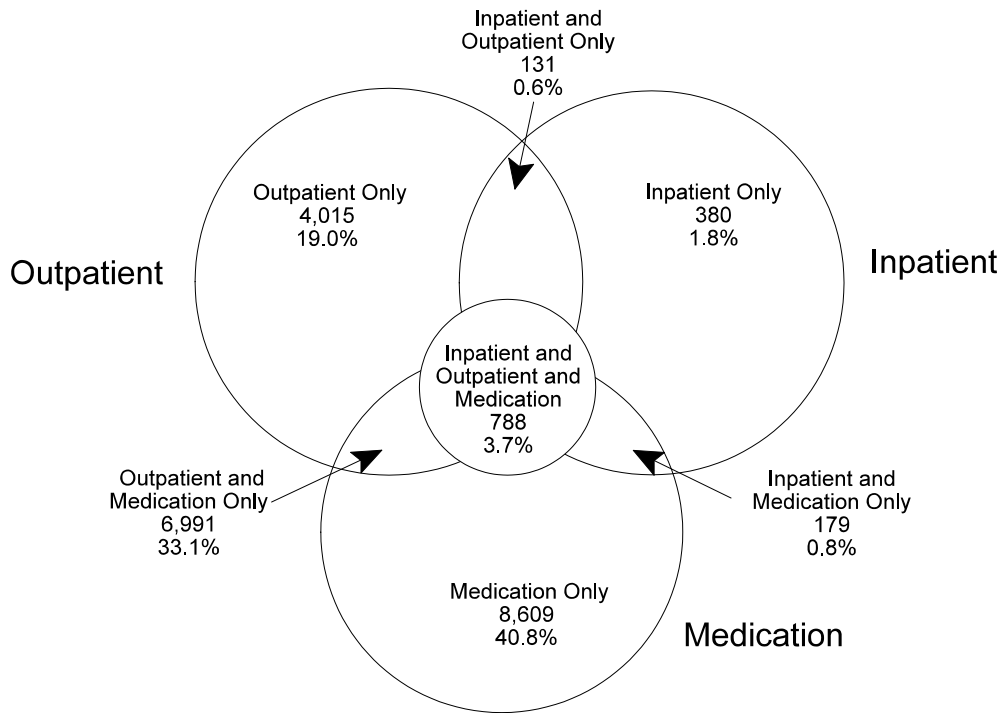 Inpatient and
Outpatient Only
131
0.6%
Outpatient Only
4,015
19.0%
Inpatient Only
380
1.8%
Outpatient
Inpatient
Inpatient and
Outpatient and
Medication
788
3.7%
Outpatient and
Medication Only
6,991
33.1%
Inpatient and
Medication Only
179
0.8%
Medication Only
8,609
40.8%
Medication